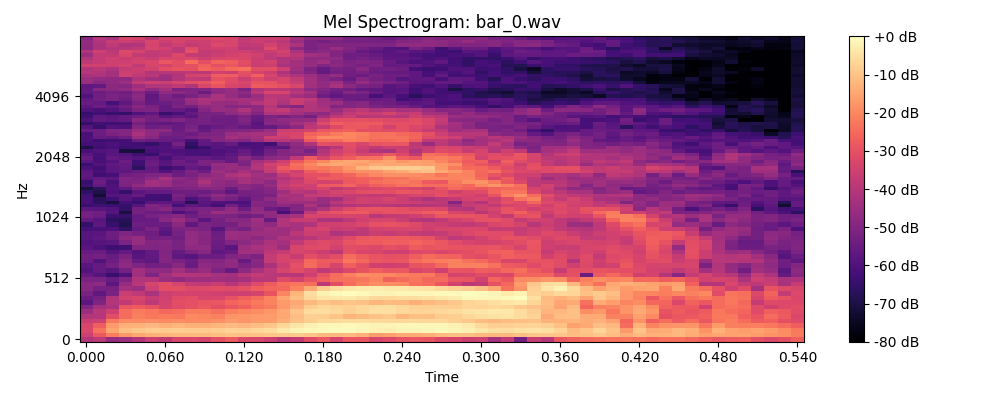 Mel Spectrogram: bar_0.wav
+0 dB
-10 dB
-20 dB
-30 dB
-40 dB
-50 dB
-60 dB
-70 dB
-80 dB
Hz
4096
2048
1024
512
0
0.000 0.060 0.120 0.180 0.240 0.300 0.360 0.420 0.480 0.540
Time